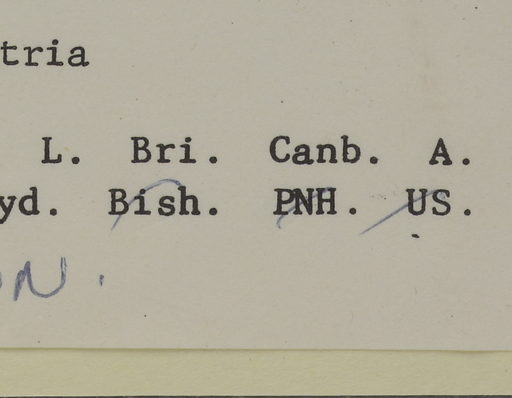 tria
L. Bri. Canb. A.
yd. Bish. PNH. US.
N.